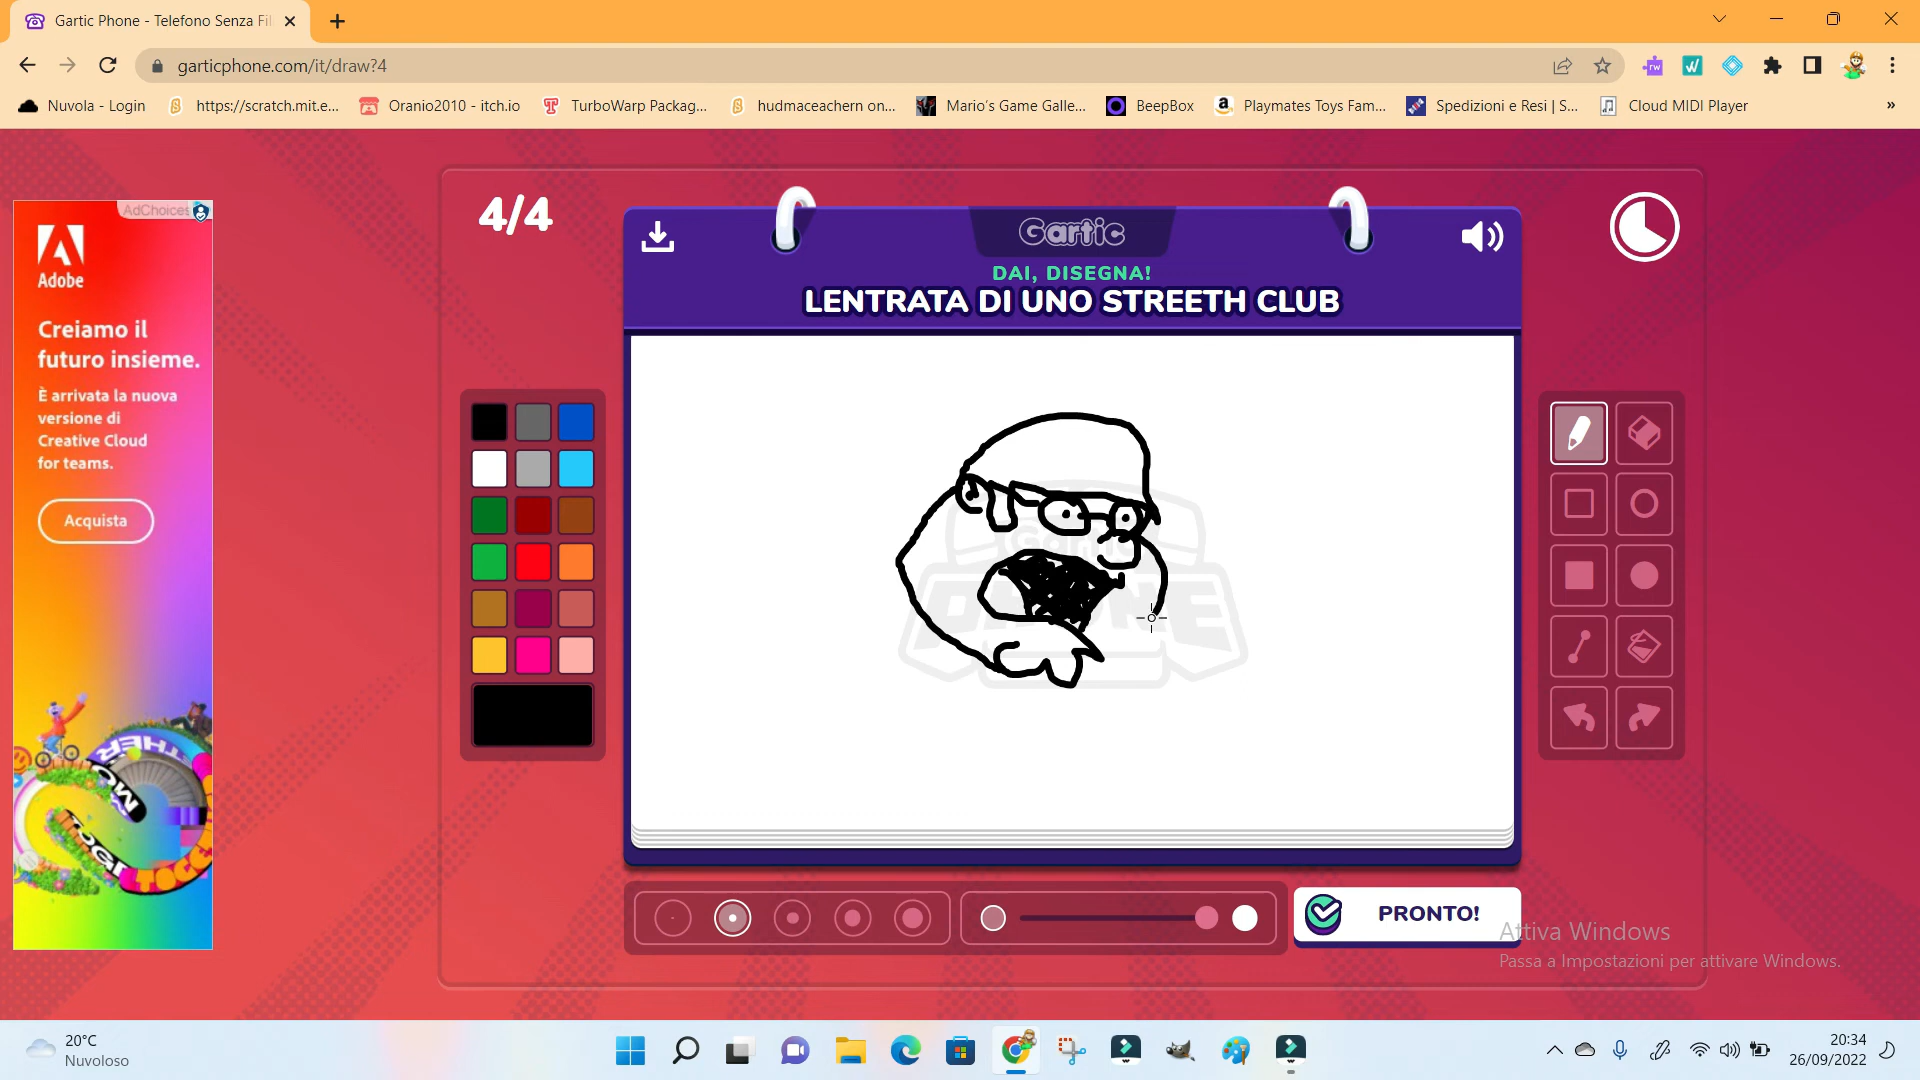 Gartic Phone - Telefono Senza Fil
garticphone.com/it/draw?4
Nuvola - Login
https://scratch.mit.e...
Oranio2010 - itch.io
TurboWarp Packag...
hudmaceachern on...
Mario's Game Galle...
BeepBox
Playmates Toys Fam...
Spedizioni e Resi | S...
Cloud MIDI Player
»
AdChoices
Adobe
Creiamo il
futuro insieme.
È arrivata la nuova
versione di
Creative Cloud
for teams.
Acquista
4/4
Gartic
DAI, DISEGNA!
LENTRATA DI UNO STREETH CLUB
PHONE
PRONTO!
Attiva Windows
Passa a Impostazioni per attivare Windows.
20°C
Nuvoloso
20:34
26/09/2022